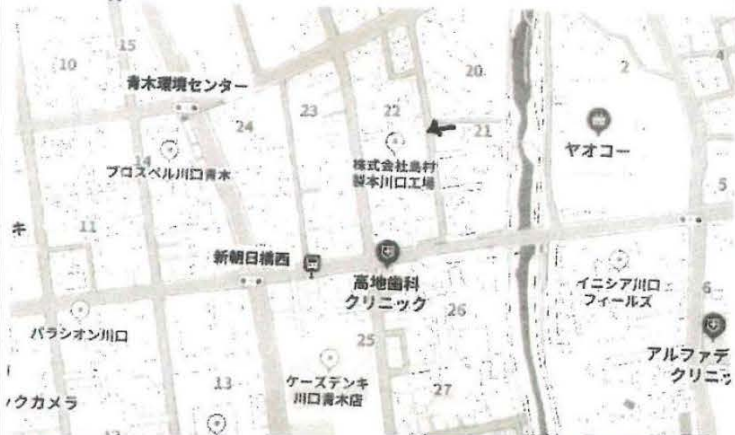 15
10
20
2
4
青木環境センター
23
22
24
21
ヤオコー
14
プロスペル川口青木
株式会社島村
製本川口工場
5
11
キ
新朝日橋西
高地歯科
クリニック
イニシア川口
フィールズ
6
26
パラシオン川口
25
アルファデ
クリニッ
ケーズデンキ
川口青木店
13
27
ックカメラ